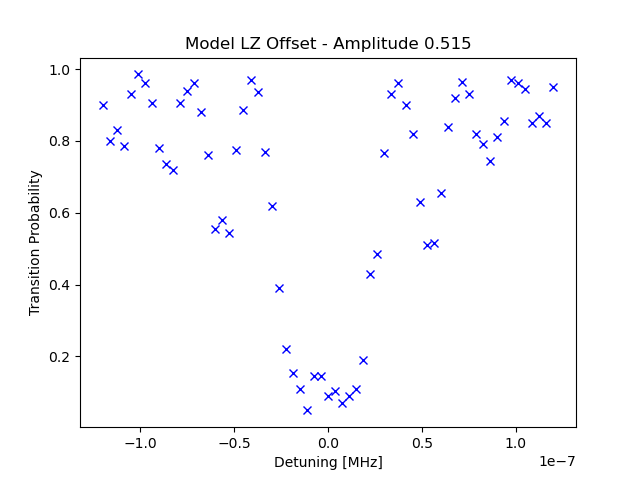 Model LZ Offset - Amplitude 0.515
Transition Probability
1.0
0.8
0.6
0.4
0.2
−1.0 −0.5 0.0 0.5 1.0
1e−7
Detuning [MHz]